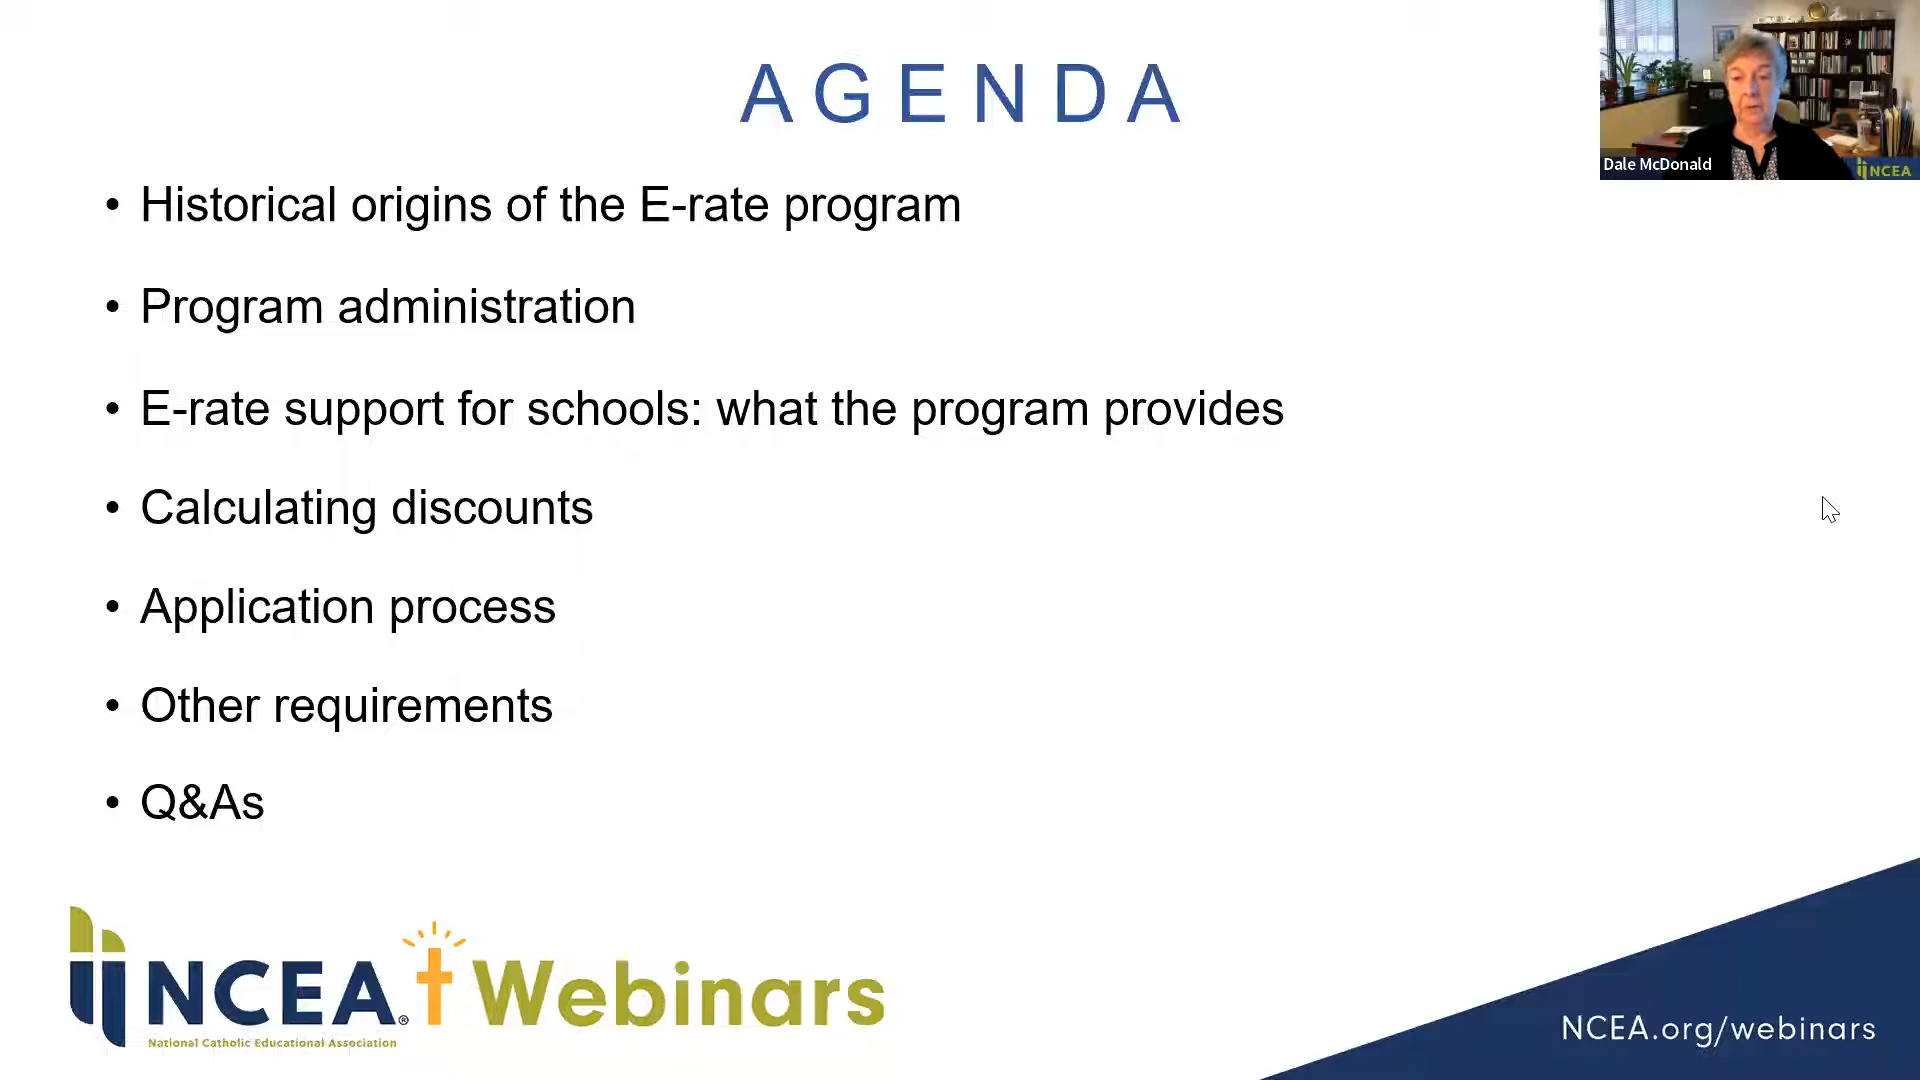 AGENDA
Dale McDonald
NCEA
• Historical origins of the E-rate program
• Program administration
• E-rate support for schools: what the program provides
• Calculating discounts
• Application process
• Other requirements
• Q&As
NCEA® Webinars
National Catholic Educational Association
NCEA.org/webinars